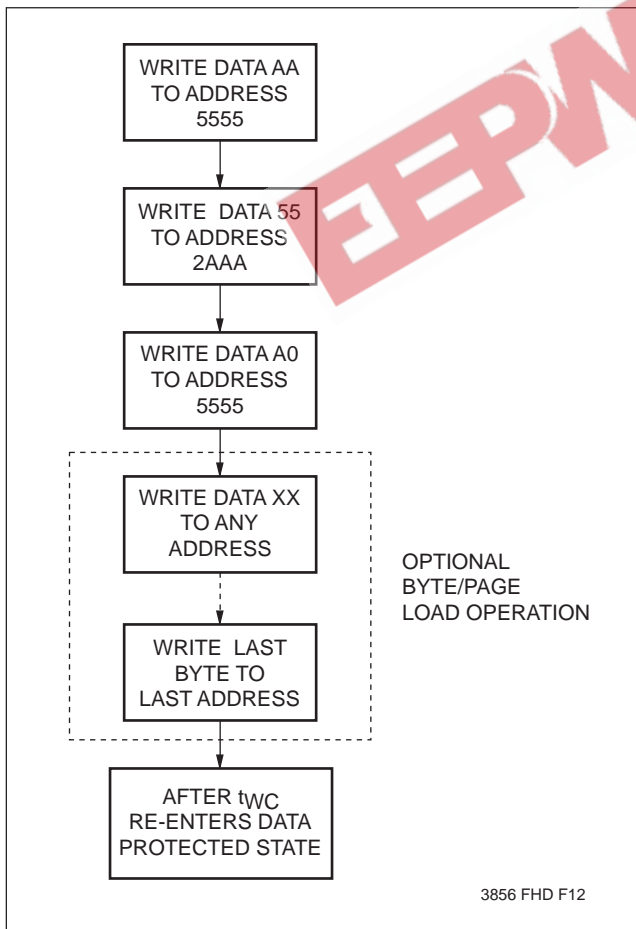 WRITE DATA AA
TO ADDRESS
5555
WRITE DATA 55
TO ADDRESS
2AAA
WRITE DATA A0
TO ADDRESS
5555
WRITE DATA XX
TO ANY
ADDRESS
OPTIONAL
BYTE/PAGE
LOAD OPERATION
WRITE LAST
BYTE TO
LAST ADDRESS
AFTER tWC
RE-ENTERS DATA
PROTECTED STATE
3856 FHD F12
EEPW